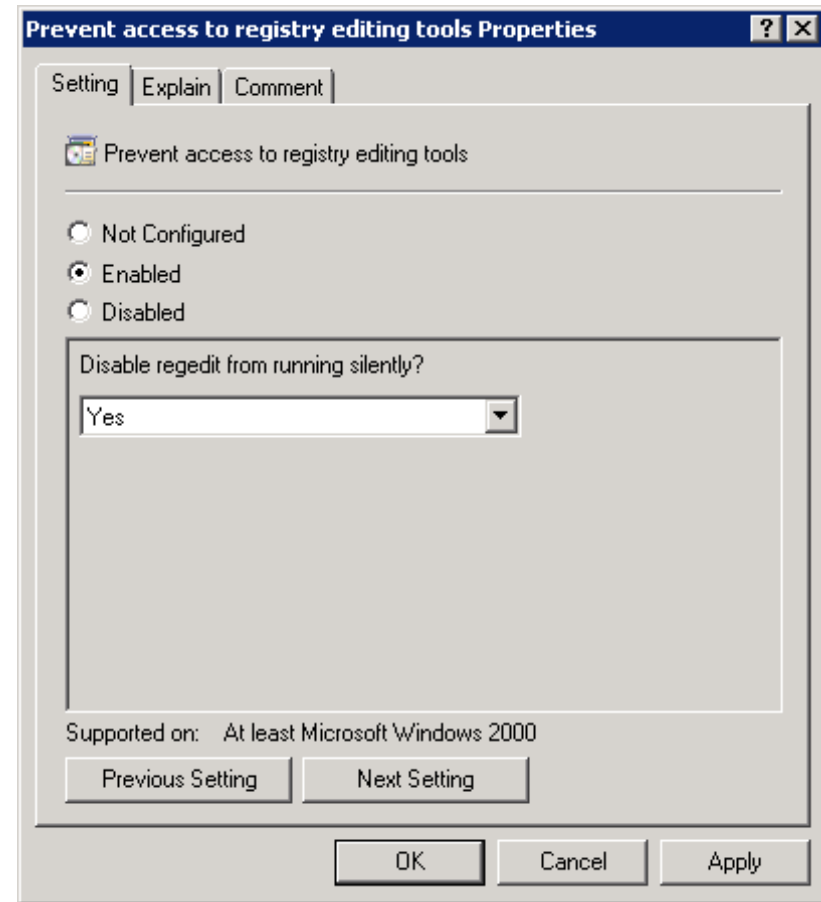 Prevent access to registry editing tools Properties
Setting Explain Comment
Prevent access to registry editing tools
Not Configured
Enabled
Disabled
Disable regedit from running silently?
Yes
Supported on: At least Microsoft Windows 2000
Previous Setting Next Setting
OK Cancel Apply